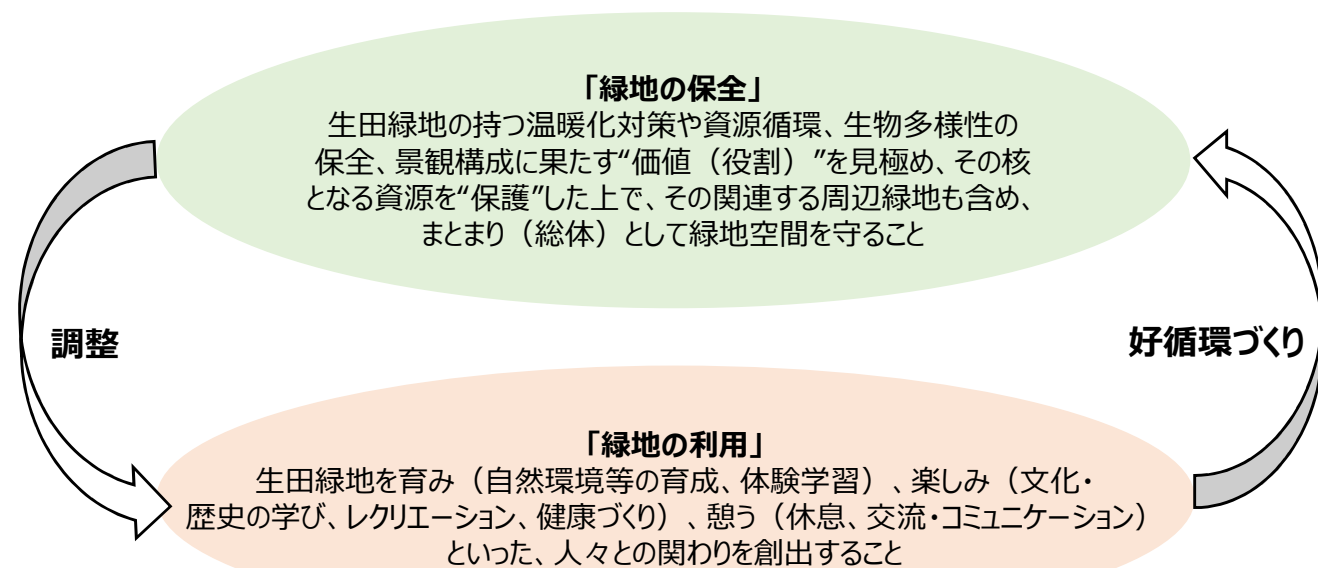 「緑地の保全」
生田緑地の持つ温暖化対策や資源循環、生物多様性の
保全、景観構成に果たす“価値（役割）”を見極め、その核
となる資源を“保護”した上で、その関連する周辺緑地も含め、
まとまり（総体）として緑地空間を守ること
調整
好循環づくり
「緑地の利用」
生田緑地を育み（自然環境等の育成、体験学習）、楽しみ（文化・
歴史の学び、レクリエーション、健康づくり）、憩う（休息、交流・コミュニケーション）
といった、人々との関わりを創出すること